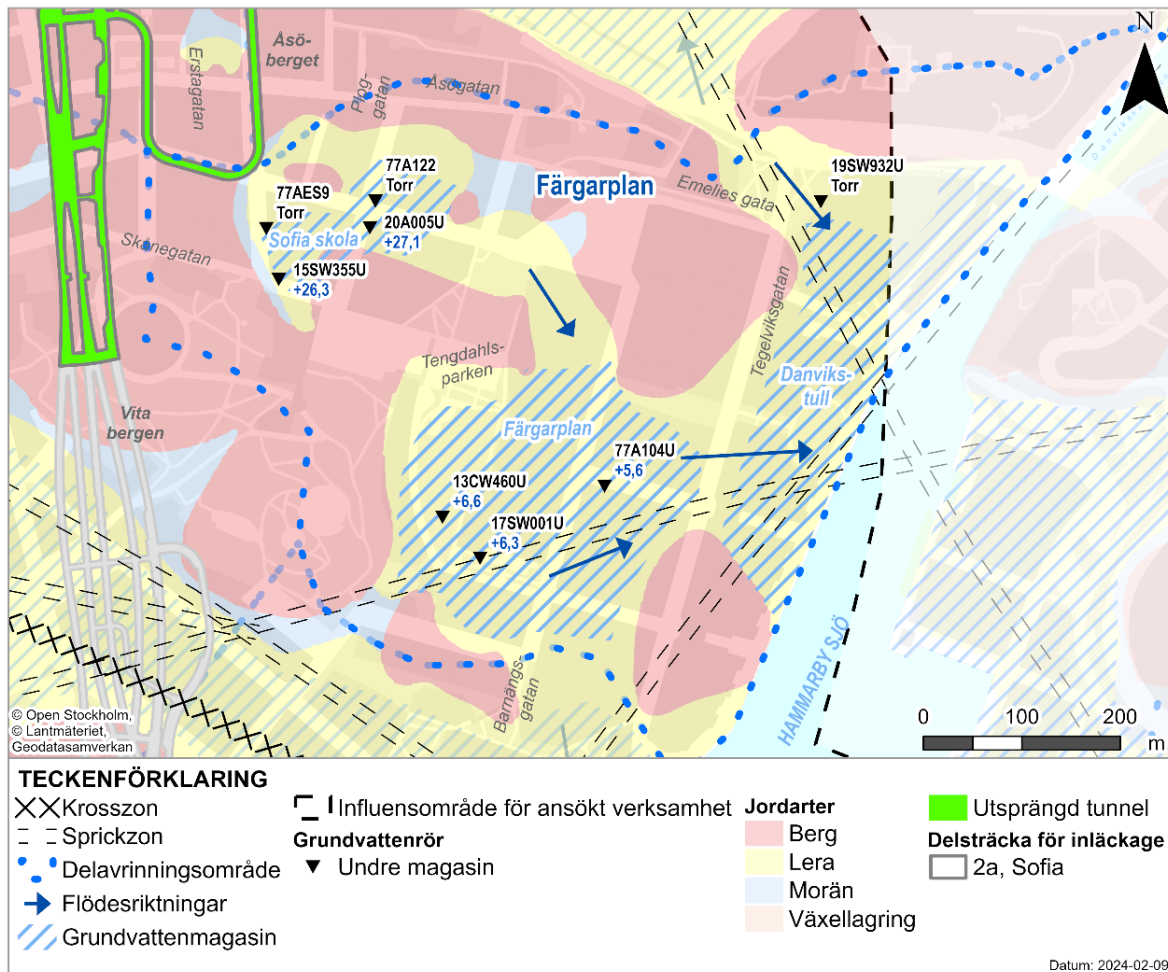 N
Åsö-
berget
Erstagatan
Plog-
gatan
Åsögatan
77A122
Torr
Färgarplan
Emelies gata
19SW932U
Torr
Danviks
77AES9
Torr
Sofia skola
20A005U
+27,1
Skånegatan
15SW355U
+26,3
Tegelviksgatan
Tengdahls-
parken
Danviks-
tull
Vita
bergen
Färgarplan
77A104U
+5,6
13CW460U
+6,6
17SW001U
+6,3
Barnängs-
gatan
HAMMARBY SJÖ
0 100 200
m
© Open Stockholm,
© Lantmäteriet,
Geodatasamverkan
TECKENFÖRKLARING
Krosszon
Sprickzon
Delavrinningsområde
Flödesriktningar
Grundvattenmagasin
Influensområde för ansökt verksamhet
Grundvattenrör
Undre magasin
Jordarter
Berg
Lera
Morän
Växellagring
Utsprängd tunnel
Delsträcka för inläckage
2a, Sofia
Datum: 2024-02-09